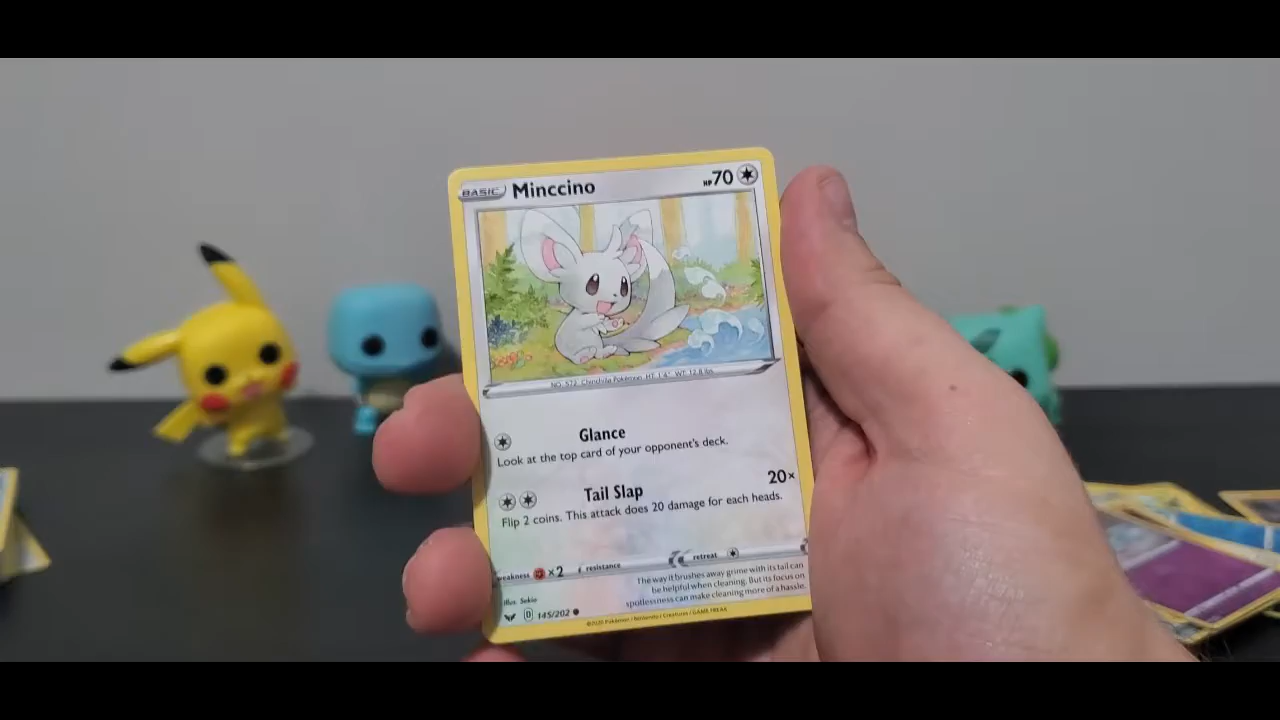 BASIC Minccino HP 70
NO. 572 Chinchilla Pokémon HT: 1'4" WT: 12.8 lbs.
Glance
Look at the top card of your opponent's deck.
Tail Slap 20×
Flip 2 coins. This attack does 20 damage for each heads.
weakness ×2 resistance retreat
The way it brushes away grime with its tail can
be helpful when cleaning. But its focus on
spotlessness can make cleaning more of a hassle.
Illus. Sekio
D 145/202
©2020 Pokémon / Nintendo / Creatures / GAME FREAK